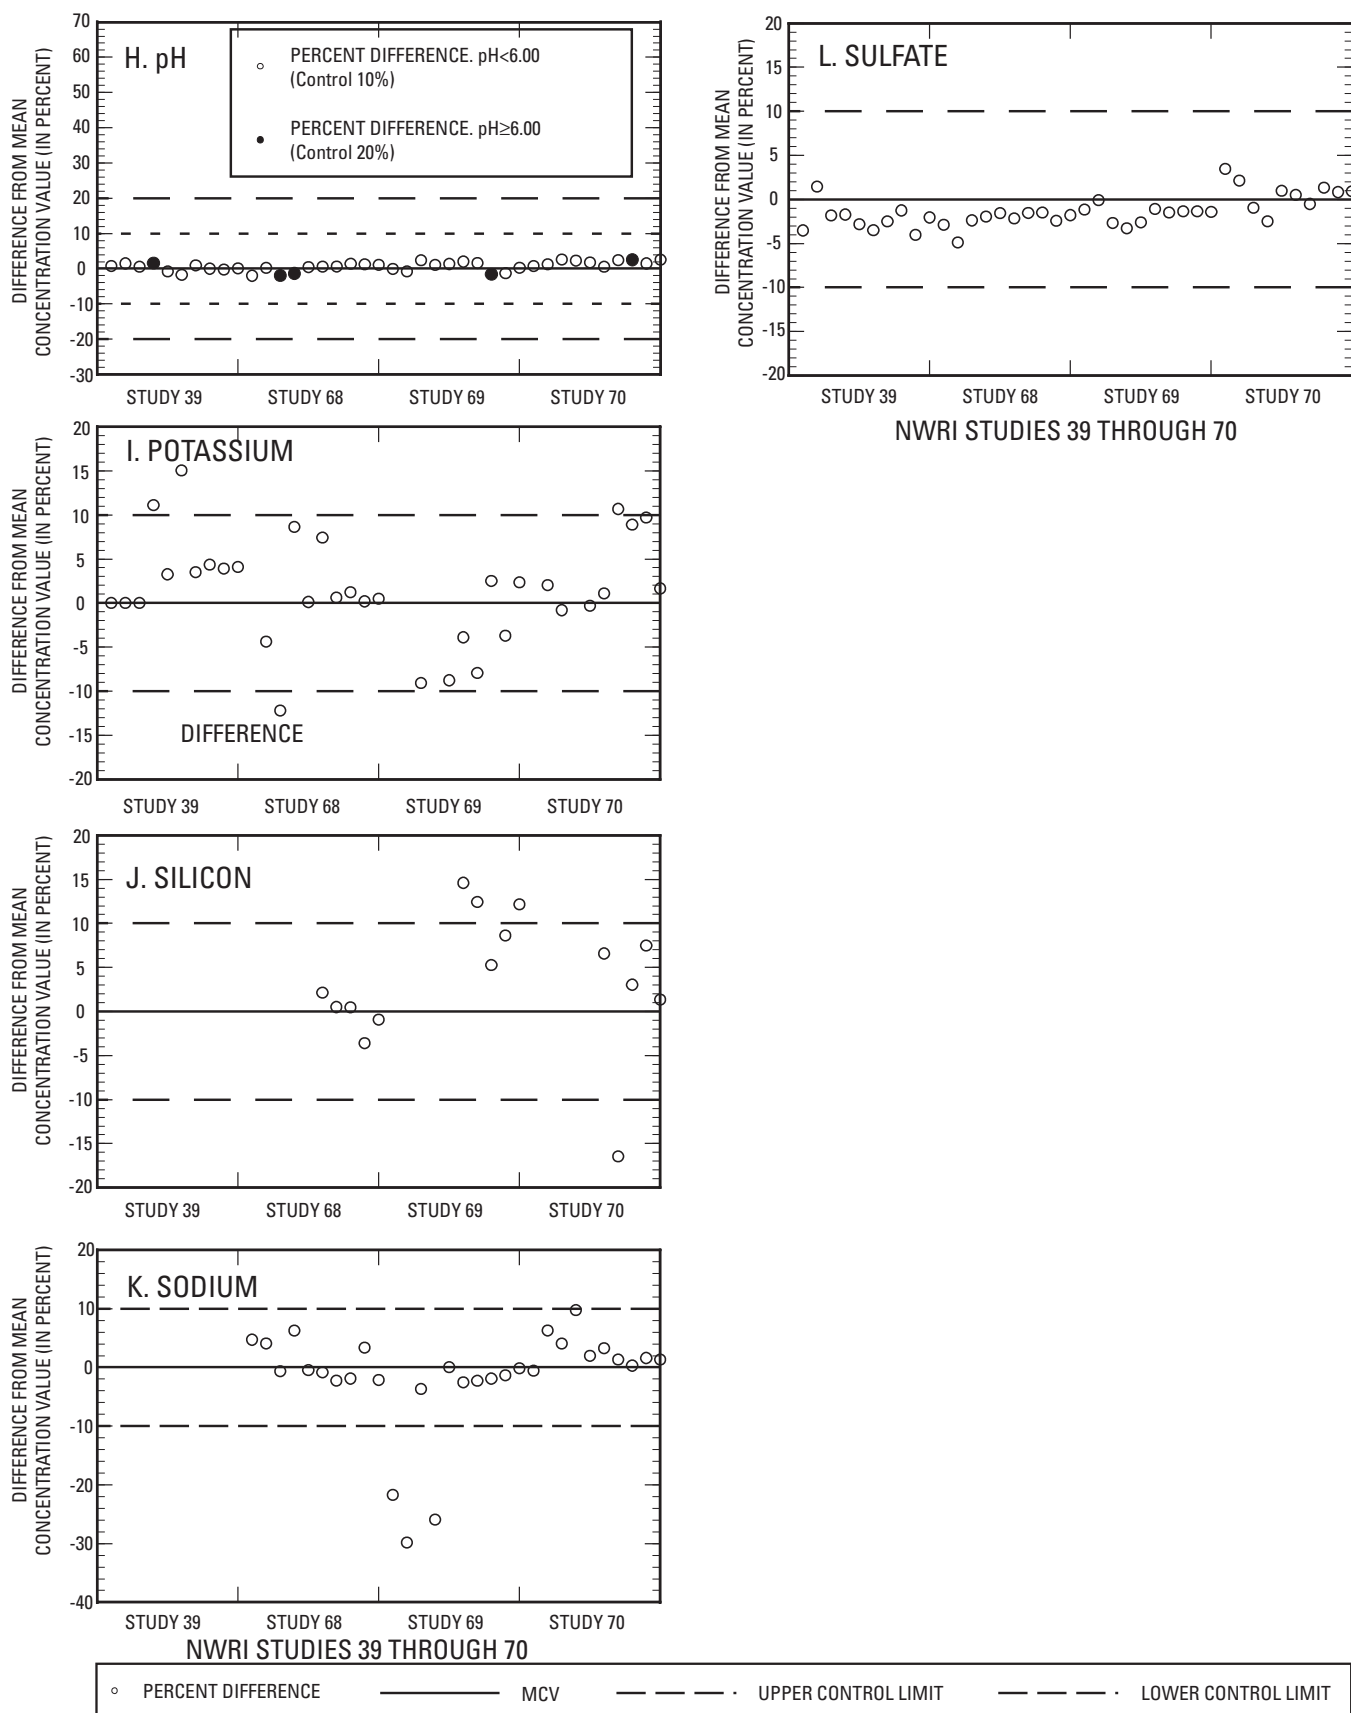 H. pH
PERCENT DIFFERENCE. pH<6.00
(Control 10%)
PERCENT DIFFERENCE. pH≥6.00
(Control 20%)
DIFFERENCE FROM MEAN
CONCENTRATION VALUE (IN PERCENT)
70
60
50
40
30
20
10
0
-10
-20
-30
STUDY 39 STUDY 68 STUDY 69 STUDY 70
I. POTASSIUM
DIFFERENCE FROM MEAN
CONCENTRATION VALUE (IN PERCENT)
20
15
10
5
0
-5
-10
-15
-20
DIFFERENCE
STUDY 39 STUDY 68 STUDY 69 STUDY 70
J. SILICON
DIFFERENCE FROM MEAN
CONCENTRATION VALUE (IN PERCENT)
20
15
10
5
0
-5
-10
-15
-20
STUDY 39 STUDY 68 STUDY 69 STUDY 70
K. SODIUM
DIFFERENCE FROM MEAN
CONCENTRATION VALUE (IN PERCENT)
20
10
0
-10
-20
-30
-40
STUDY 39 STUDY 68 STUDY 69 STUDY 70
NWRI STUDIES 39 THROUGH 70
L. SULFATE
DIFFERENCE FROM MEAN
CONCENTRATION VALUE (IN PERCENT)
20
15
10
5
0
-5
-10
-15
-20
STUDY 39 STUDY 68 STUDY 69 STUDY 70
NWRI STUDIES 39 THROUGH 70
PERCENT DIFFERENCE MCV UPPER CONTROL LIMIT LOWER CONTROL LIMIT